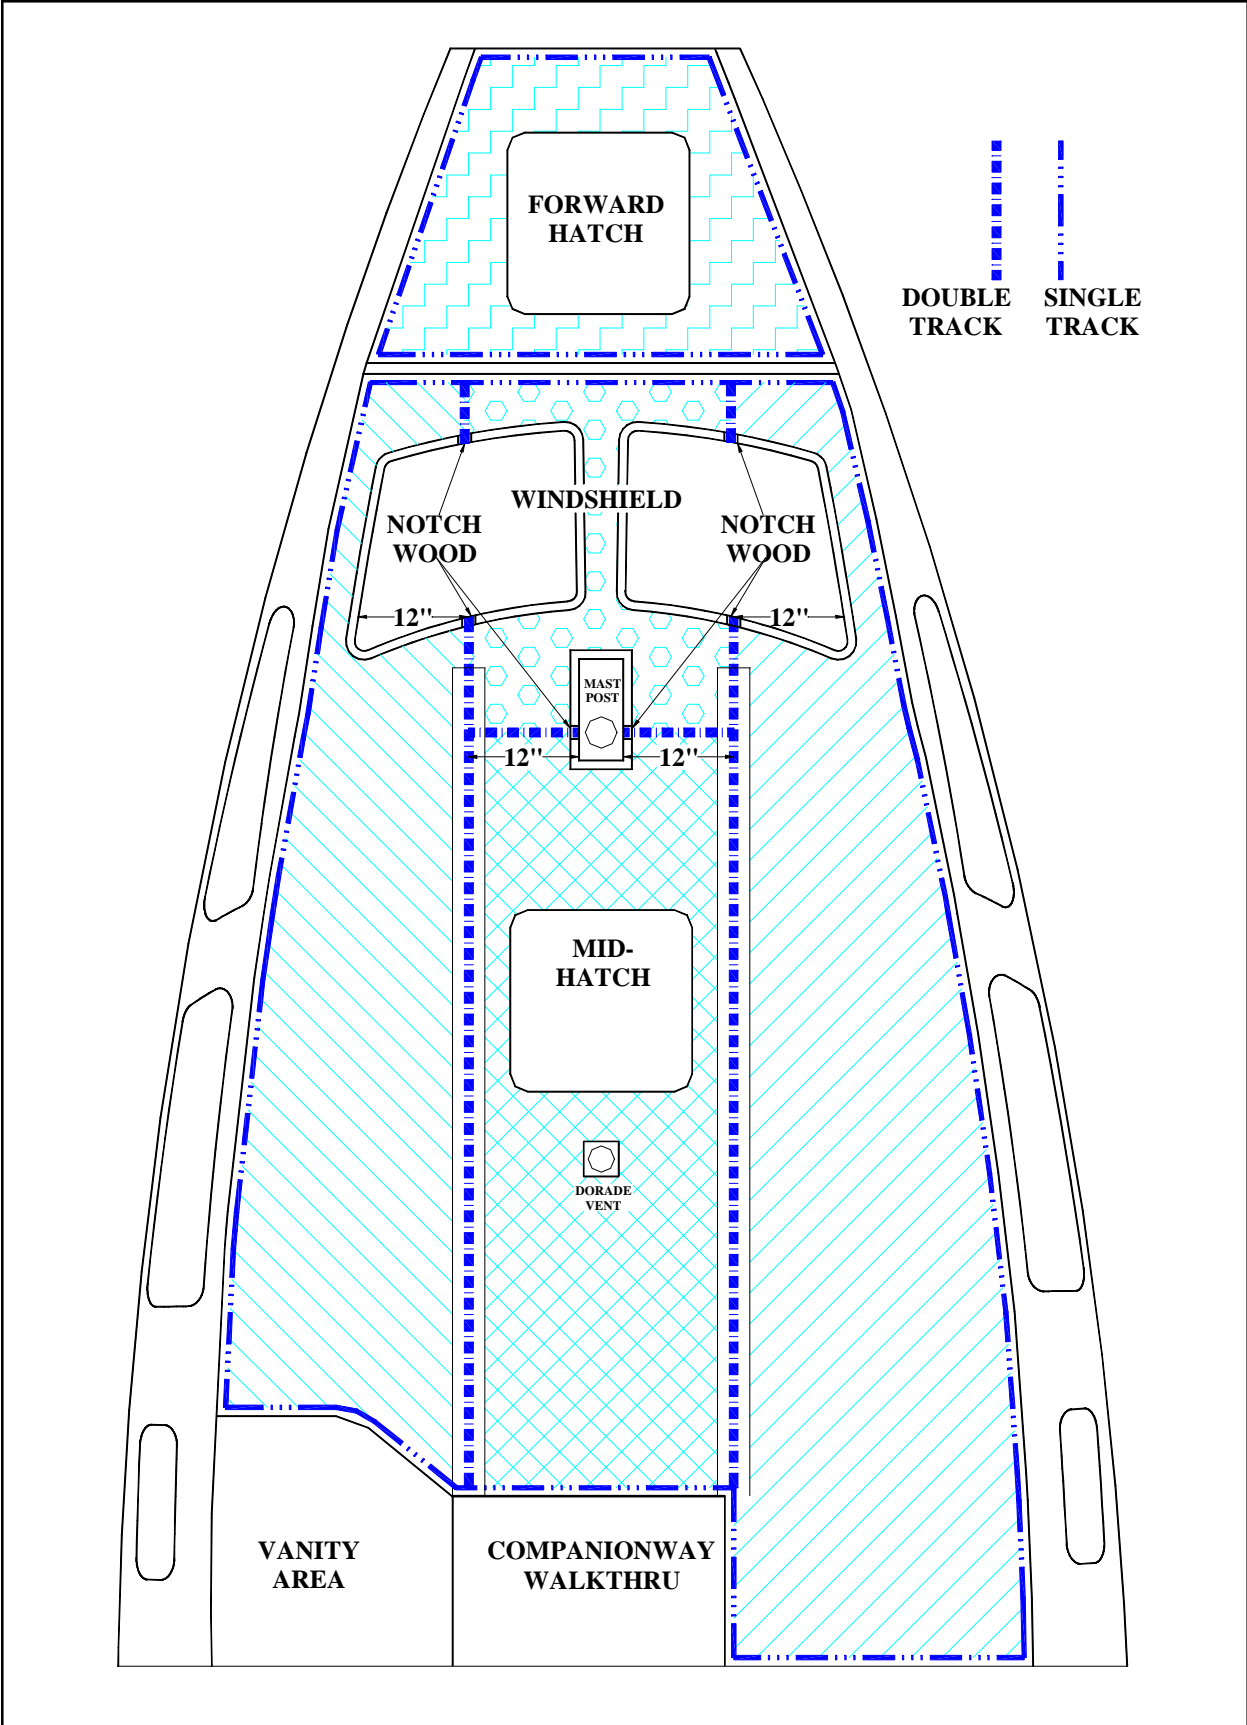 FORWARD
HATCH
DOUBLE
TRACK
SINGLE
TRACK
WINDSHIELD
NOTCH
WOOD
NOTCH
WOOD
12"
12"
MAST
POST
12"
12"
MID-
HATCH
DORADE
VENT
VANITY
AREA
COMPANIONWAY
WALKTHRU